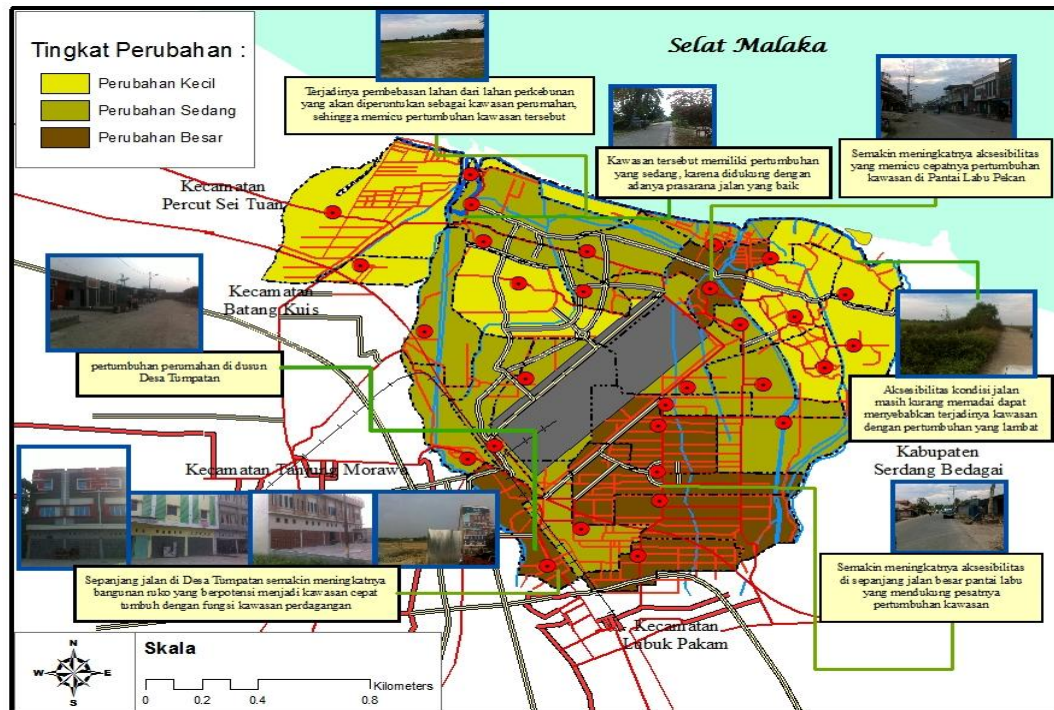 Tingkat Perubahan :
Perubahan Kecil
Perubahan Sedang
Perubahan Besar
Selat Malaka
Terjadinya pembebasan lahan dari lahan perkebunan
yang akan diperuntukan sebagai kawasan perumahan,
sehingga memicu pertumbuhan kawasan tersebut
Kawasan tersebut memiliki pertumbuhan
yang sedang, karena didukung dengan
adanya prasarana jalan yang baik
Semakin meningkatnya aksesibilitas
yang memicu cepatnya pertumbuhan
kawasan di Pantai Labu Pekan
Kecamatan
Percut Sei Tuan
Kecamatan
Batang Kuis
pertumbuhan perumahan di dusun
Desa Tumpatan
Aksesibilitas kondisi jalan
masih kurang memadai dapat
menyebabkan terjadinya kawasan
dengan pertumbuhan yang lambat
Kabupaten
Serdang Bedagai
Kecamatan Tanjung Morawa
Sepanjang jalan di Desa Tumpatan semakin meningkatnya
bangunan ruko yang berpotensi menjadi kawasan cepat
tumbuh dengan fungsi kawasan perdagangan
Semakin meningkatnya aksesibilitas
di sepanjang jalan besar pantai labu
yang mendukung pesatnya
pertumbuhan kawasan
Kecamatan
Lubuk Pakam
N
W E
S
Skala
Kilometers
0 0.2 0.4 0.8